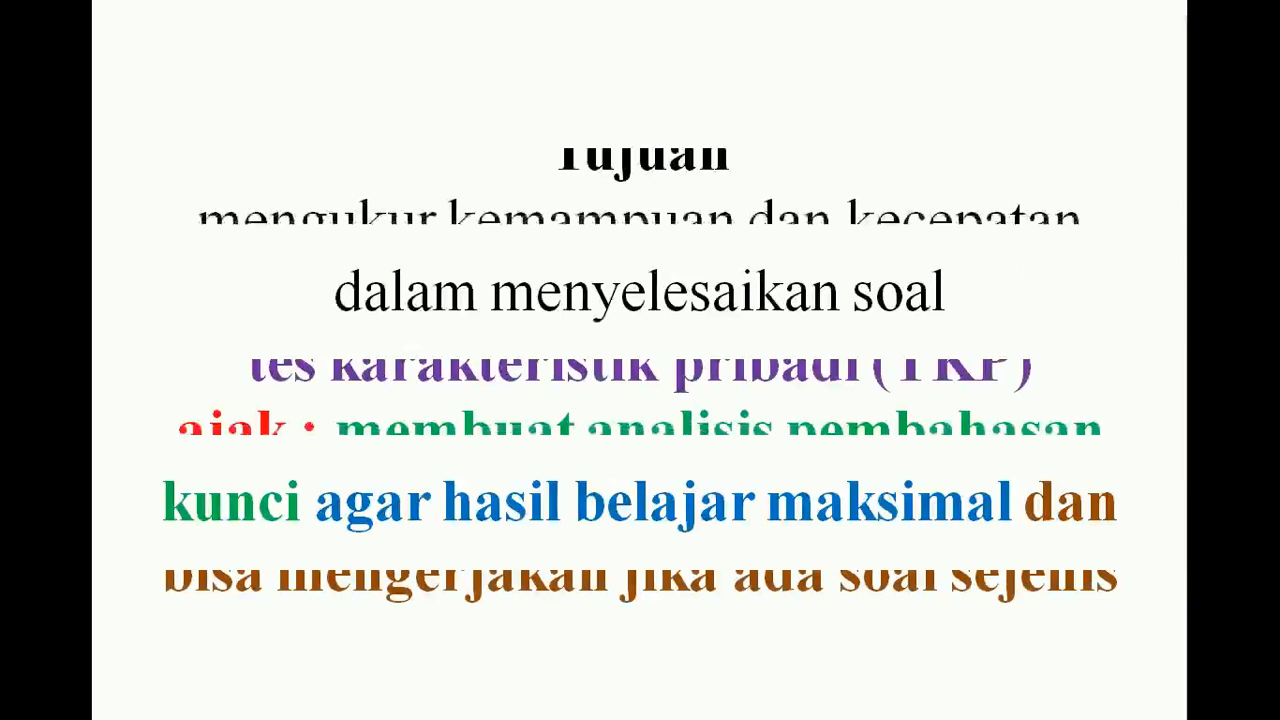 Tujuan
mengukur kemampuan dan kecepatan
dalam menyelesaikan soal
tes karakteristik pribadi (TKP)
ajak : membuat analisis pembahasan
kunci agar hasil belajar maksimal dan
bisa mengerjakan jika ada soal sejenis